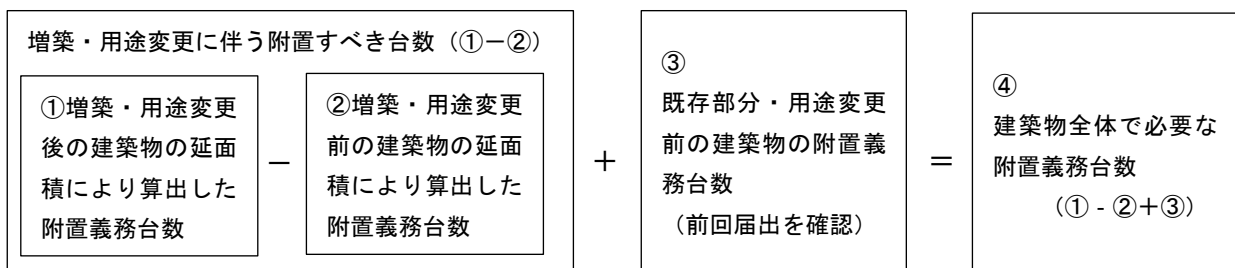 増築・用途変更に伴う附置すべき台数（①－②）
①増築・用途変更
後の建築物の延面
積により算出した
附置義務台数
－
②増築・用途変更
前の建築物の延面
積により算出した
附置義務台数
＋
③
既存部分・用途変更
前の建築物の附置義
務台数
（前回届出を確認）
＝
④
建築物全体で必要な
附置義務台数
（① - ②＋③）